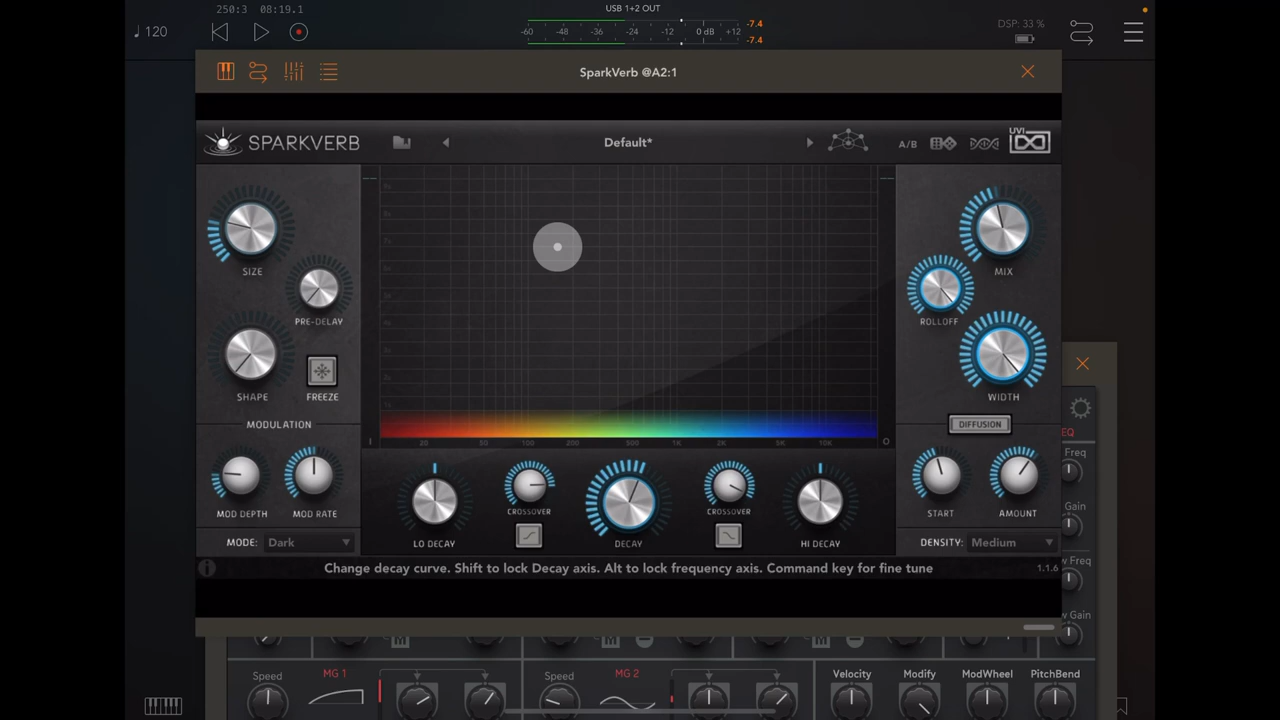 250:3 08:19.1
USB 1+2 OUT
♩ 120
-60 -48 -36 -24 -12 0 dB +12
-7.4
-7.4
DSP: 33 %
SparkVerb @A2:1
SPARKVERB
Default*
A/B
UVI
SIZE
PRE-DELAY
SHAPE
FREEZE
MODULATION
MOD DEPTH
MOD RATE
MODE: Dark
20 50 100 200 500 1K 2K 5K 10K
LO DECAY
CROSSOVER
DECAY
CROSSOVER
HI DECAY
MIX
ROLLOFF
WIDTH
DIFFUSION
START
AMOUNT
DENSITY: Medium
Change decay curve. Shift to lock Decay axis. Alt to lock frequency axis. Command key for fine tune
1.1.6
EQ
Freq
Gain
w Freq
w Gain
Speed
MG 1
Speed
MG 2
Velocity
Modify
ModWheel
PitchBend